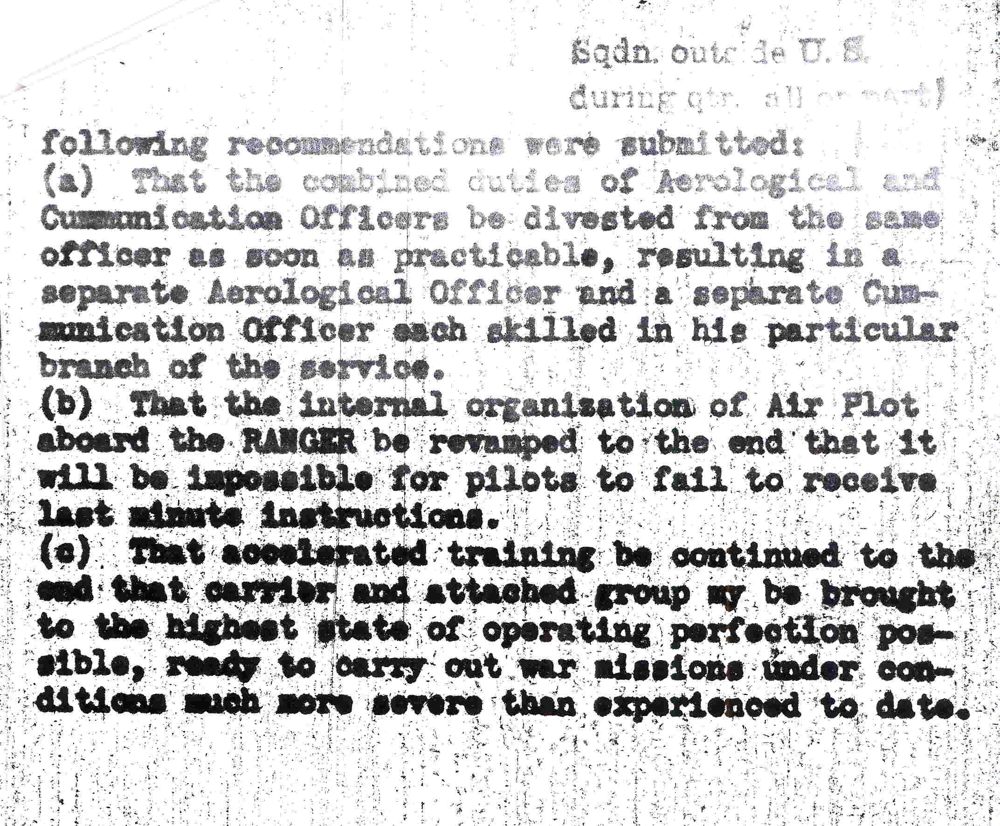 Sqdn. outside U. S.
during qtr. all or part)
following recommendations were submitted:
(a) That the combined duties of Aerological and
Cummunication Officers be divested from the same
officer as soon as practicable, resulting in a
separate Aerological Officer and a separate Cum-
munication Officer each skilled in his particular
branch of the service.
(b) That the internal organization of Air Plot
aboard the RANGER be revamped to the end that it
will be impossible for pilots to fail to receive
last minute instructions.
(c) That accelerated training be continued to the
end that carrier and attached group my be brought
to the highest state of operating perfection pos-
sible, ready to carry out war missions under con-
ditions much more severe than experienced to date.